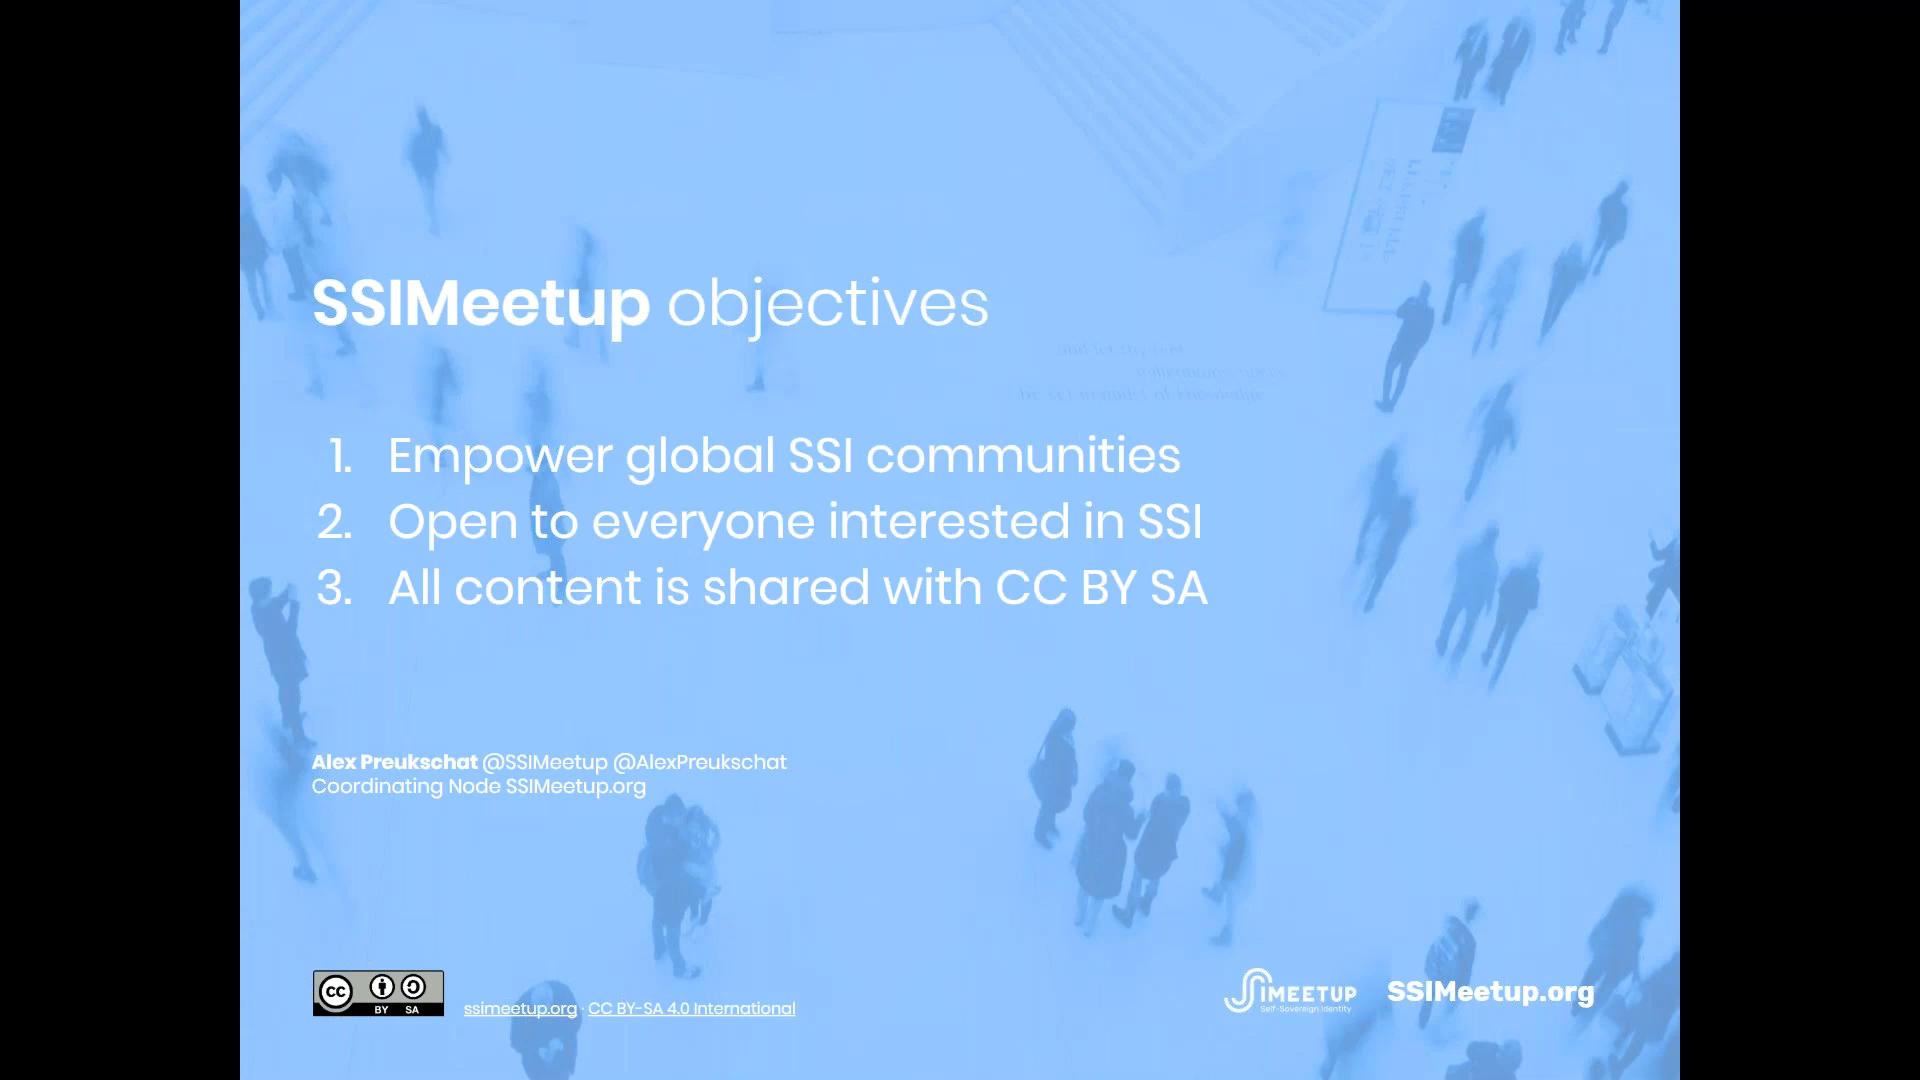 SSIMeetup objectives
1. Empower global SSI communities
2. Open to everyone interested in SSI
3. All content is shared with CC BY SA
Alex Preukschat @SSIMeetup @AlexPreukschat
Coordinating Node SSIMeetup.org
CC BY SA
ssimeetup.org · CC BY-SA 4.0 International
SSIMEETUP
Self-Sovereign Identity
SSIMeetup.org